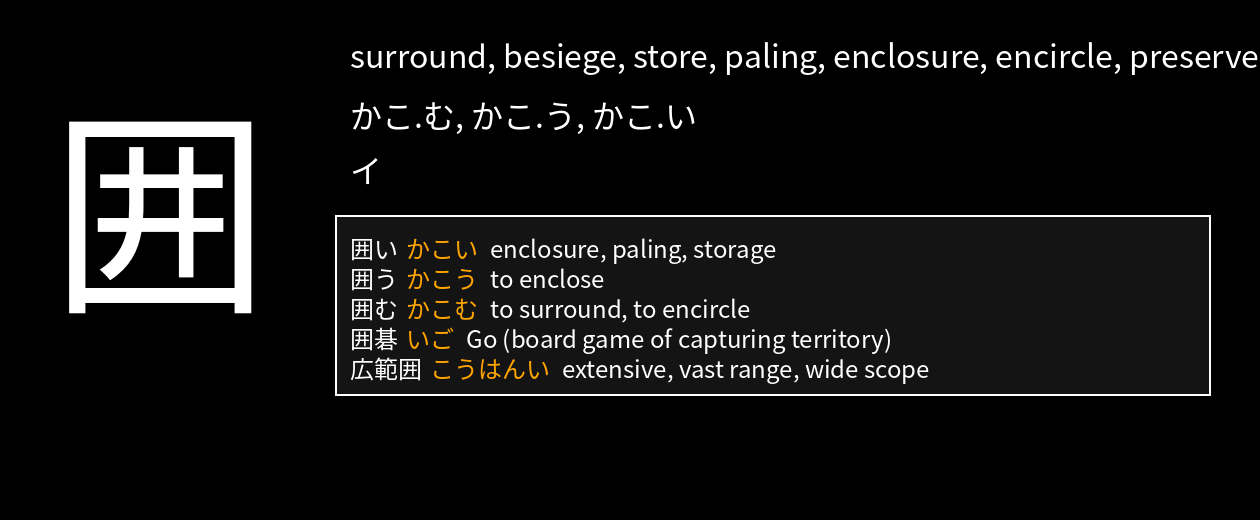 囲
surround, besiege, store, paling, enclosure, encircle, preserve
かこ.む, かこ.う, かこ.い
イ
囲い かこい enclosure, paling, storage
囲う かこう to enclose
囲む かこむ to surround, to encircle
囲碁 いご Go (board game of capturing territory)
広範囲 こうはんい extensive, vast range, wide scope